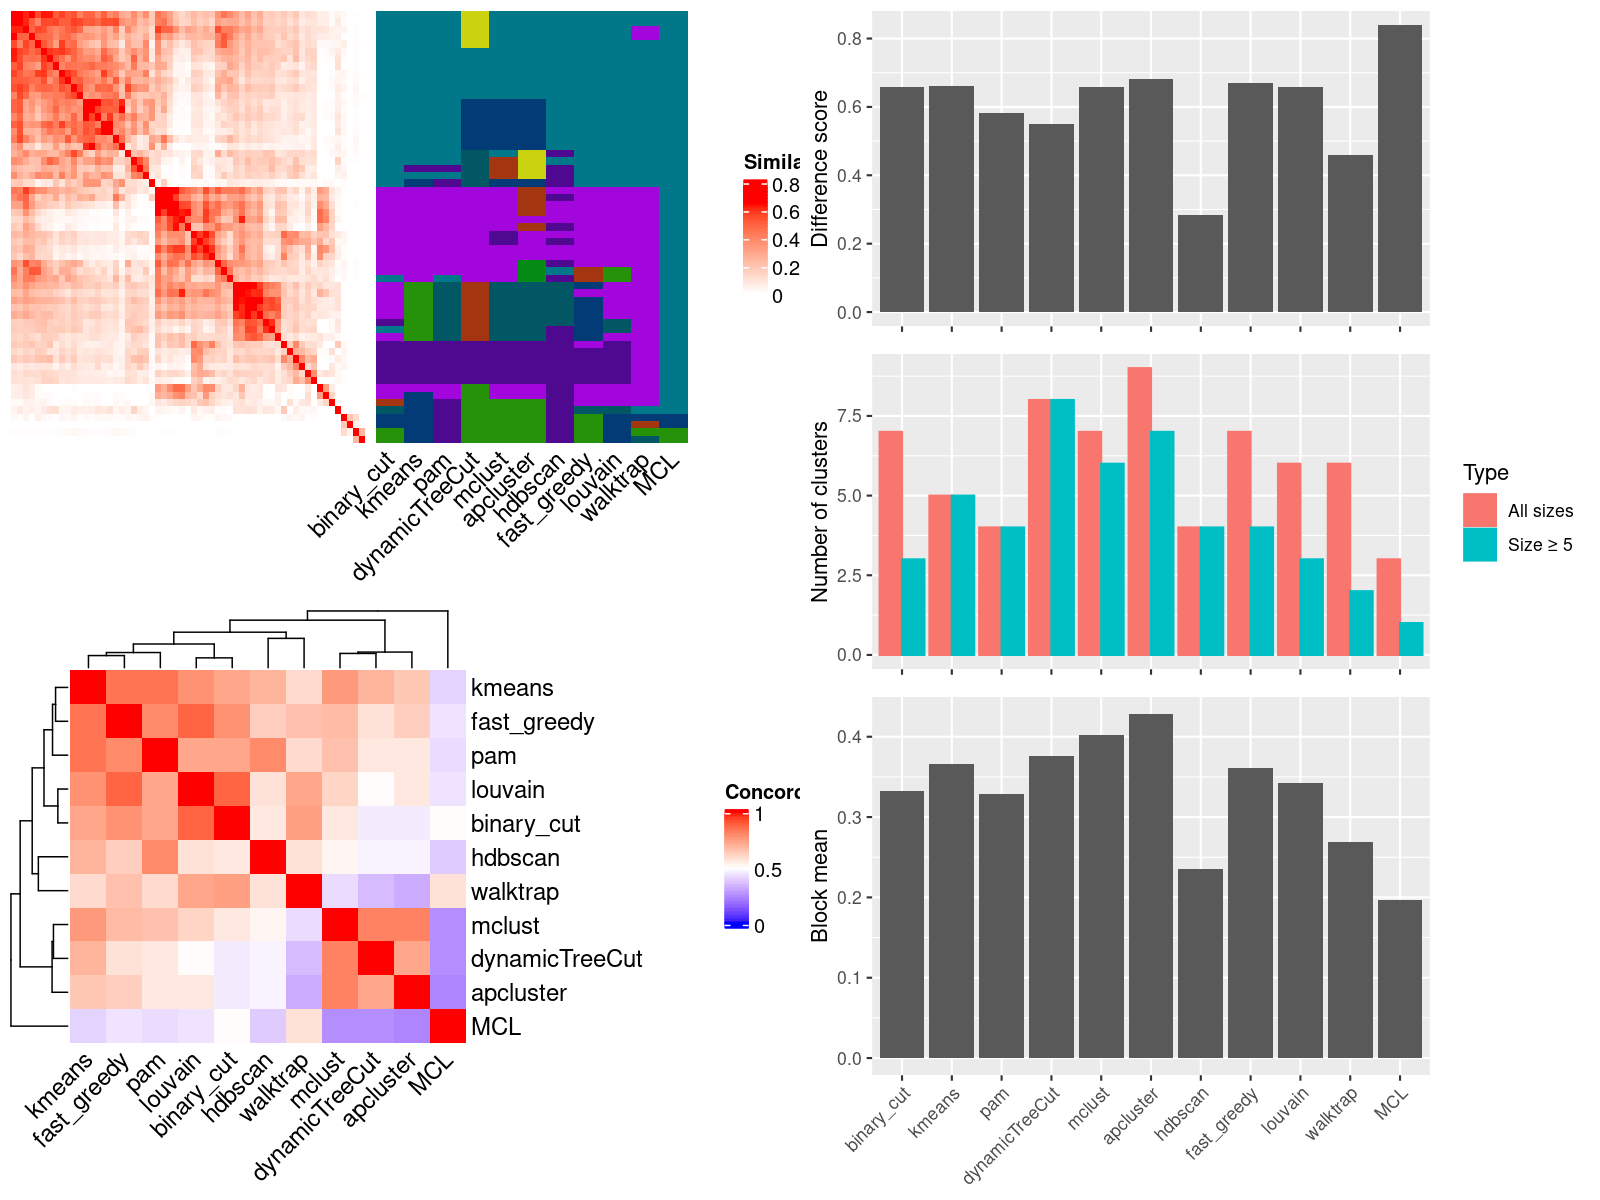 Simila
0.8
0.6
0.4
0.2
0
binary_cut
kmeans
pam
dynamicTreeCut
mclust
apcluster
hdbscan
fast_greedy
louvain
walktrap
MCL
kmeans
fast_greedy
pam
louvain
binary_cut
hdbscan
walktrap
mclust
dynamicTreeCut
apcluster
MCL
kmeans
fast_greedy
pam
louvain
binary_cut
hdbscan
walktrap
mclust
dynamicTreeCut
apcluster
MCL
Concord
1
0.5
0
Difference score
0.8
0.6
0.4
0.2
0.0
Number of clusters
7.5
5.0
2.5
0.0
Type
All sizes
Size ≥ 5
Block mean
0.4
0.3
0.2
0.1
0.0
binary_cut
kmeans
pam
dynamicTreeCut
mclust
apcluster
hdbscan
fast_greedy
louvain
walktrap
MCL